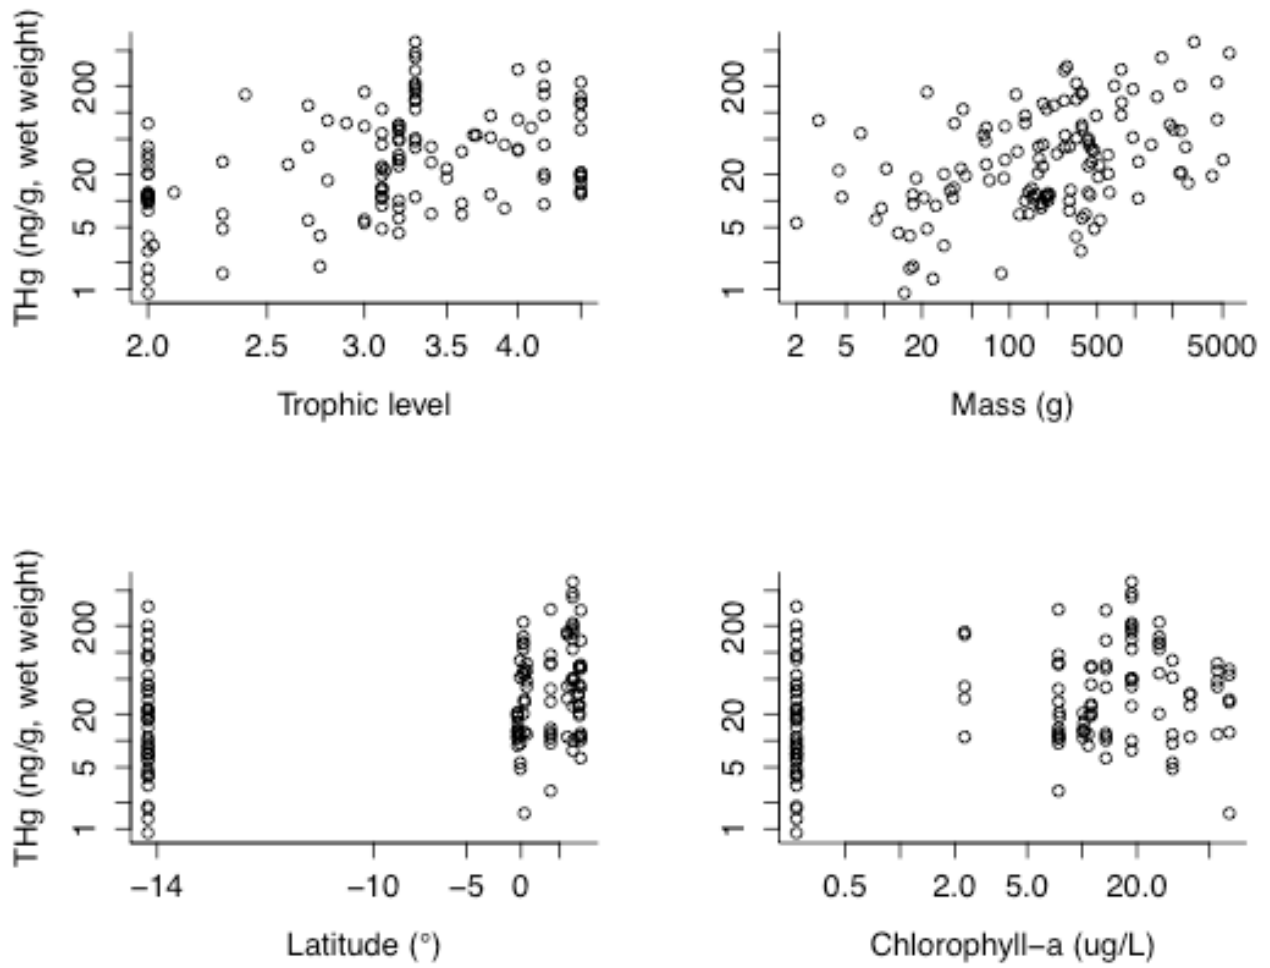 THg (ng/g, wet weight)
200
20
5
1
2.0 2.5 3.0 3.5 4.0
Trophic level
200
20
5
1
2 5 20 100 500 5000
Mass (g)
THg (ng/g, wet weight)
200
20
5
1
−14 −10 −5 0
Latitude (°)
200
20
5
1
0.5 2.0 5.0 20.0
Chlorophyll−a (ug/L)